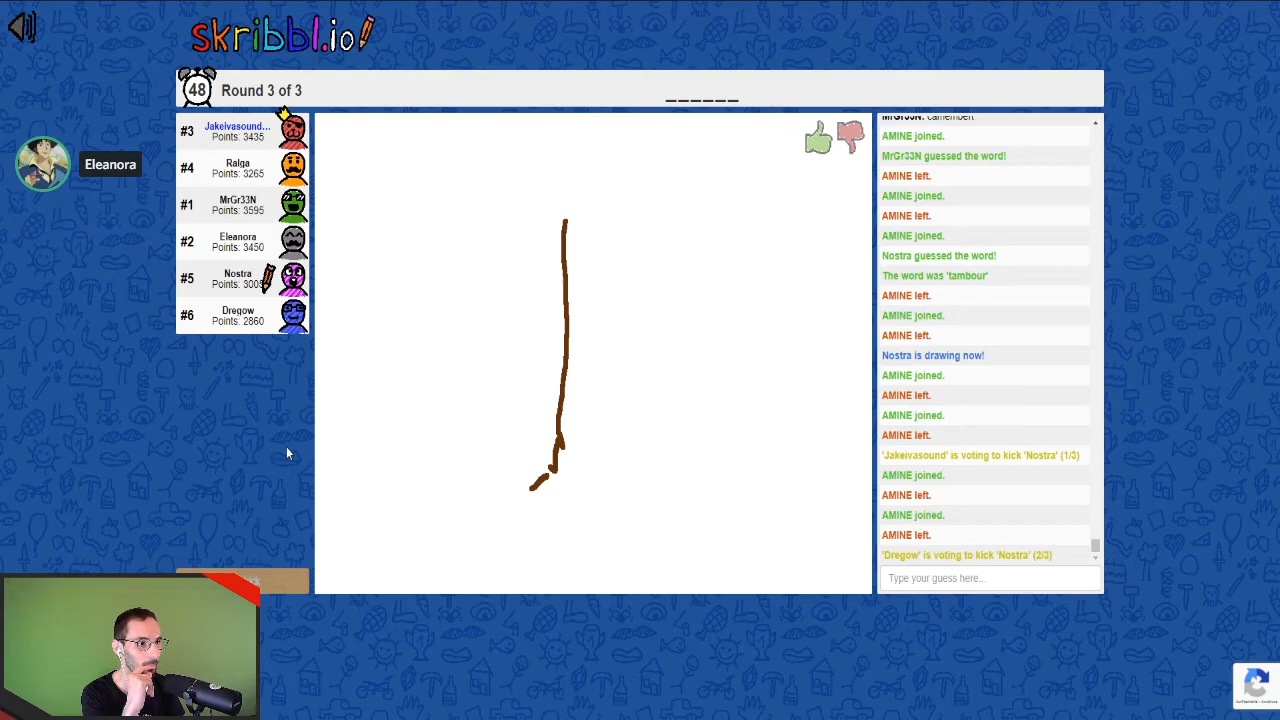 skribbl.io
48
Round 3 of 3
______
#3
Jakeivasound...
Points: 3435
#4
Ralga
Points: 3265
#1
MrGr33N
Points: 3595
#2
Eleanora
Points: 3450
#5
Nostra
Points: 3005
#6
Dregow
Points: 2860
Eleanora
MrGr33N: camembert
AMINE joined.
MrGr33N guessed the word!
AMINE left.
AMINE joined.
AMINE left.
AMINE joined.
Nostra guessed the word!
The word was 'tambour'
AMINE left.
AMINE joined.
AMINE left.
Nostra is drawing now!
AMINE joined.
AMINE left.
AMINE joined.
AMINE left.
'Jakeivasound' is voting to kick 'Nostra' (1/3)
AMINE joined.
AMINE left.
AMINE joined.
AMINE left.
'Dregow' is voting to kick 'Nostra' (2/3)
Type your guess here...